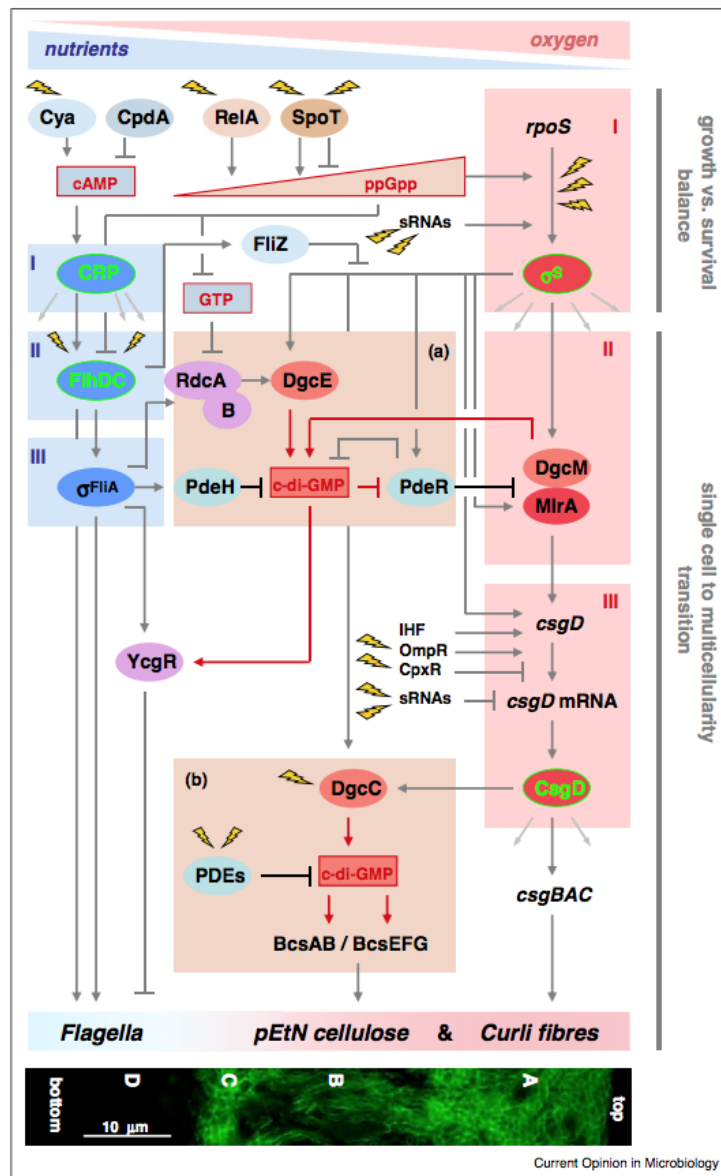 nutrients
oxygen
Cya
CpdA
RelA
SpoT
rpoS
I
cAMP
ppGpp
sRNAs
FliZ
I
CRP
σS
GTP
II
(a)
II
FlhDC
RdcA
DgcE
B
III
DgcM
σFliA
PdeH
c-di-GMP
PdeR
MlrA
III
IHF
csgD
OmpR
YcgR
CpxR
sRNAs
csgD mRNA
(b)
DgcC
CsgD
PDEs
c-di-GMP
csgBAC
BcsAB / BcsEFG
growth vs. survival
balance
single cell to multicellularity
transition
Flagella
pEtN cellulose & Curli fibres
bottom
D
C
B
A
top
10 μm
Current Opinion in Microbiology